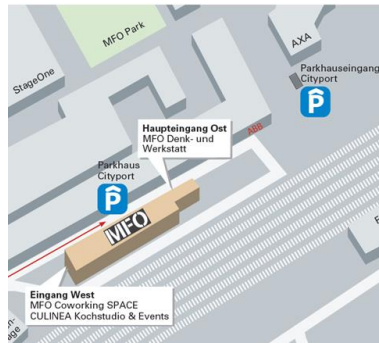 MFO Park
AXA
StageOne
Parkhauseingang
Cityport
P
Haupteingang Ost
MFO Denk- und
Werkstatt
ABB
Parkhaus
Cityport
P
MFO
Eingang West
MFO Coworking SPACE
CULINEA Kochstudio & Events